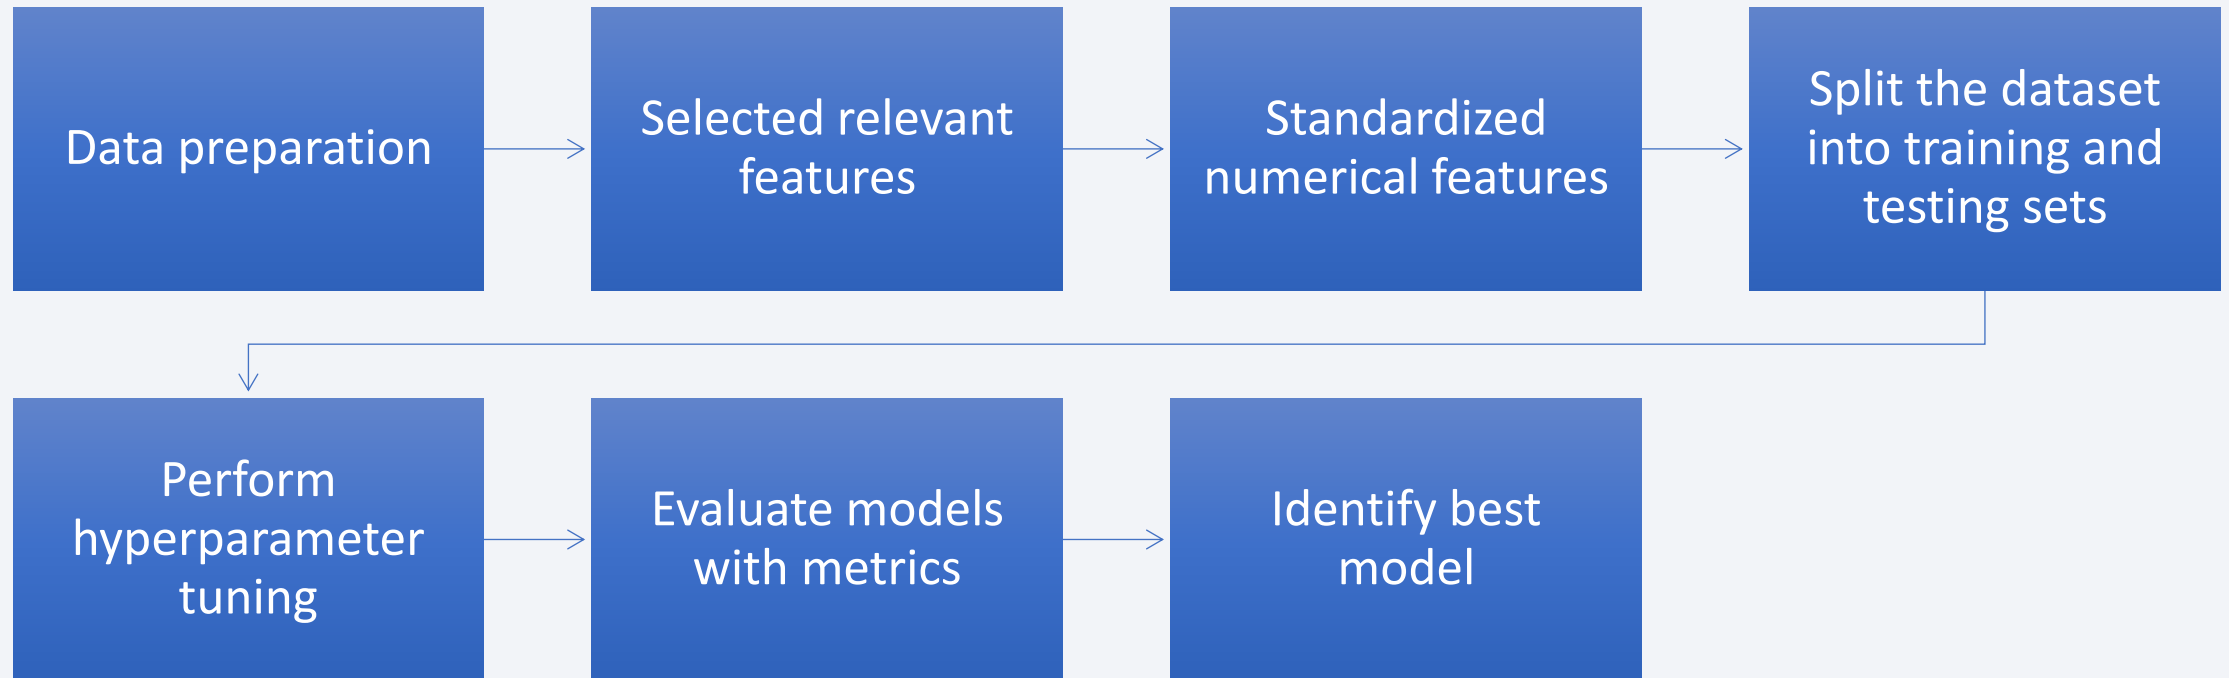 Data preparation
Selected relevant
features
Standardized
numerical features
Split the dataset
into training and
testing sets
Perform
hyperparameter
tuning
Evaluate models
with metrics
Identify best
model